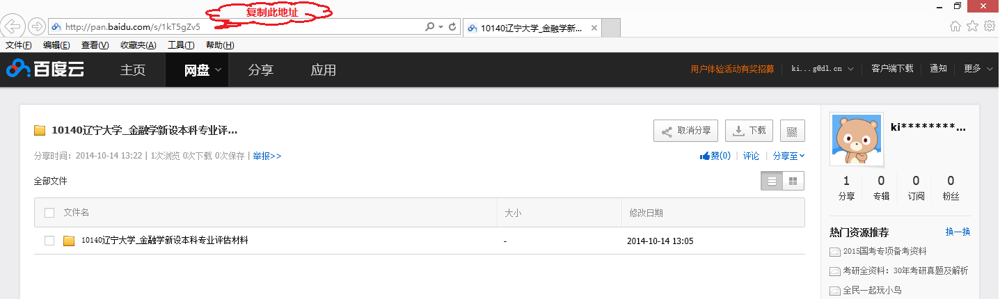 复制此地址
http://pan.baidu.com/s/1kT5gZv5
10140辽宁大学_金融学新...
文件(F) 编辑(E) 查看(V) 收藏夹(A) 工具(T) 帮助(H)
百度云 主页 网盘 分享 应用 用户体验活动有奖招募 ki...g@dl.cn 客户端下载 通知 更多
10140辽宁大学_金融学新设本科专业评...
取消分享 下载
分享时间：2014-10-14 13:22 | 1次浏览 0次下载 0次保存 | 举报>>
赞(0) 评论 分享至
全部文件
文件名 大小 修改日期
10140辽宁大学_金融学新设本科专业评估材料 - 2014-10-14 13:05
ki********...
1 0 0 0
分享 专辑 订阅 粉丝
热门资源推荐 换一换
2015国考专项备考资料
考研全资料：30年考研真题及解析
全民一起玩小鸟